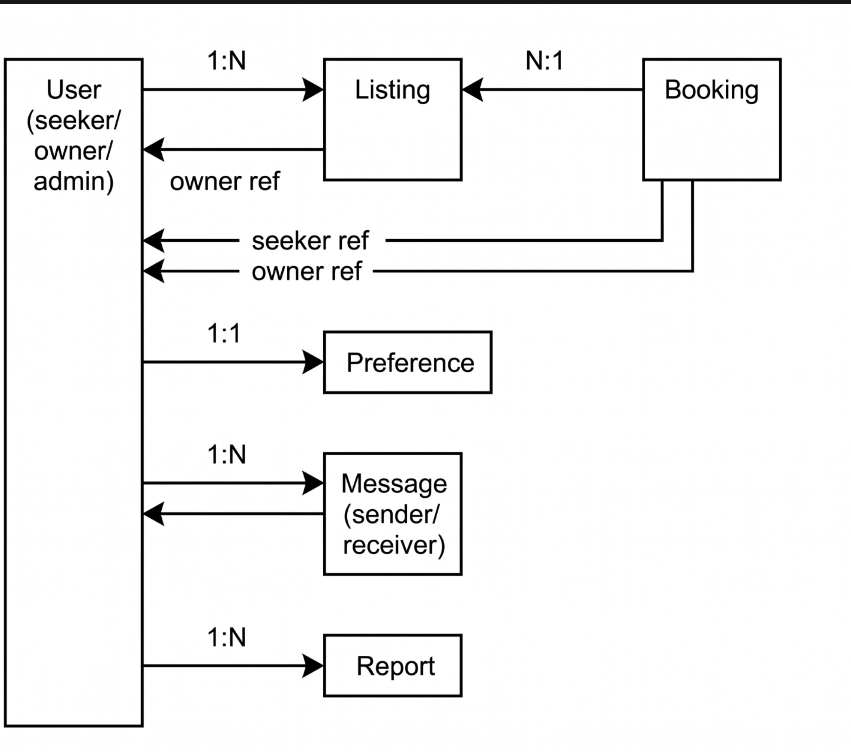 1:N
N:1
User
(seeker/
owner/
admin)
Listing
Booking
owner ref
seeker ref
owner ref
1:1
Preference
1:N
Message
(sender/
receiver)
1:N
Report